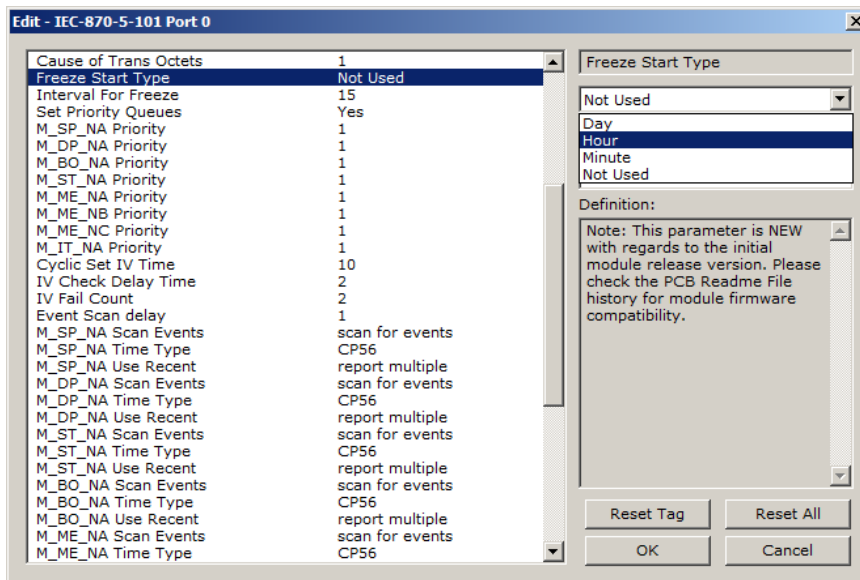 Edit - IEC-870-5-101 Port 0
Cause of Trans Octets 1
Freeze Start Type Not Used
Interval For Freeze 15
Set Priority Queues Yes
M_SP_NA Priority 1
M_DP_NA Priority 1
M_BO_NA Priority 1
M_ST_NA Priority 1
M_ME_NA Priority 1
M_ME_NB Priority 1
M_ME_NC Priority 1
M_IT_NA Priority 1
Cyclic Set IV Time 10
IV Check Delay Time 2
IV Fail Count 2
Event Scan delay 1
M_SP_NA Scan Events scan for events
M_SP_NA Time Type CP56
M_SP_NA Use Recent report multiple
M_DP_NA Scan Events scan for events
M_DP_NA Time Type CP56
M_DP_NA Use Recent report multiple
M_ST_NA Scan Events scan for events
M_ST_NA Time Type CP56
M_ST_NA Use Recent report multiple
M_BO_NA Scan Events scan for events
M_BO_NA Time Type CP56
M_BO_NA Use Recent report multiple
M_ME_NA Scan Events scan for events
M_ME_NA Time Type CP56
Freeze Start Type
Not Used
Day
Hour
Minute
Not Used
Definition:
Note: This parameter is NEW
with regards to the initial
module release version. Please
check the PCB Readme File
history for module firmware
compatibility.
Reset Tag Reset All
OK Cancel